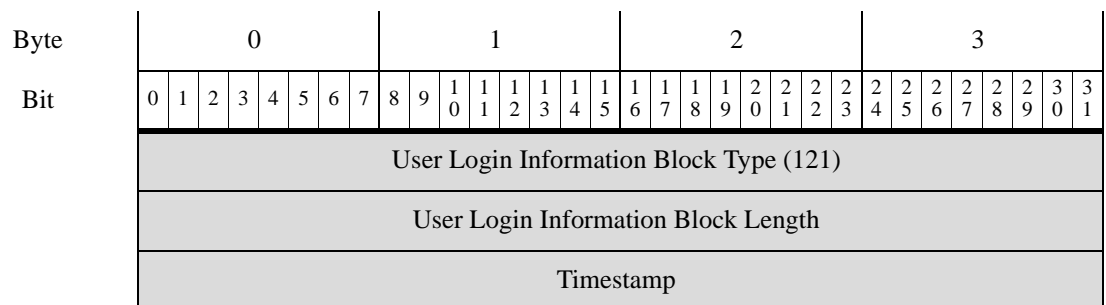 Byte 0 1 2 3
Bit 0 1 2 3 4 5 6 7 8 9 10 11 12 13 14 15 16 17 18 19 20 21 22 23 24 25 26 27 28 29 30 31
User Login Information Block Type (121)
User Login Information Block Length
Timestamp